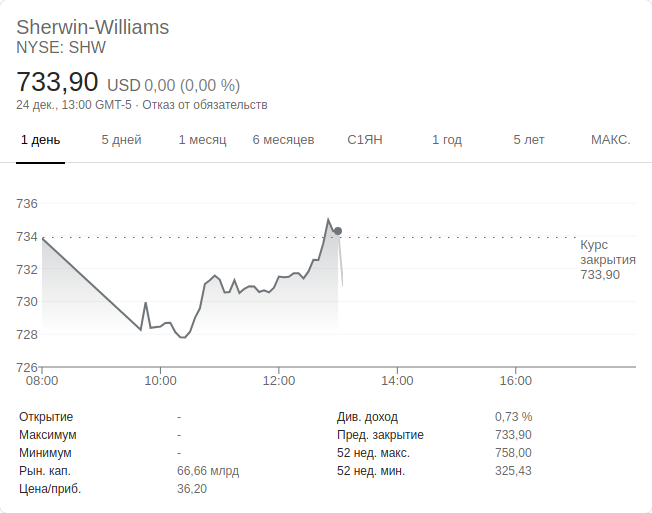 Sherwin-Williams
NYSE: SHW
733,90 USD 0,00 (0,00 %)
24 дек., 13:00 GMT-5 · Отказ от обязательств
1 день 5 дней 1 месяц 6 месяцев С1ЯН 1 год 5 лет МАКС.
736
734
732
730
728
726
Курс
закрытия
733,90
08:00 10:00 12:00 14:00 16:00
Открытие - Див. доход 0,73 %
Максимум - Пред. закрытие 733,90
Минимум - 52 нед. макс. 758,00
Рын. кап. 66,66 млрд 52 нед. мин. 325,43
Цена/приб. 36,20